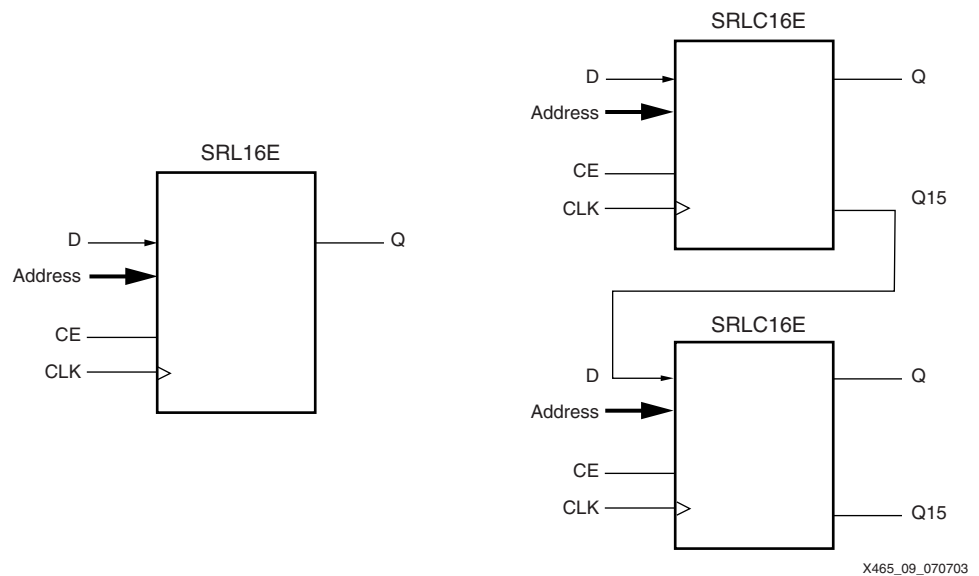 SRL16E
D
Q
Address
CE
CLK
SRLC16E
D
Q
Address
CE
Q15
CLK
SRLC16E
D
Q
Address
CE
CLK
Q15
X465_09_070703